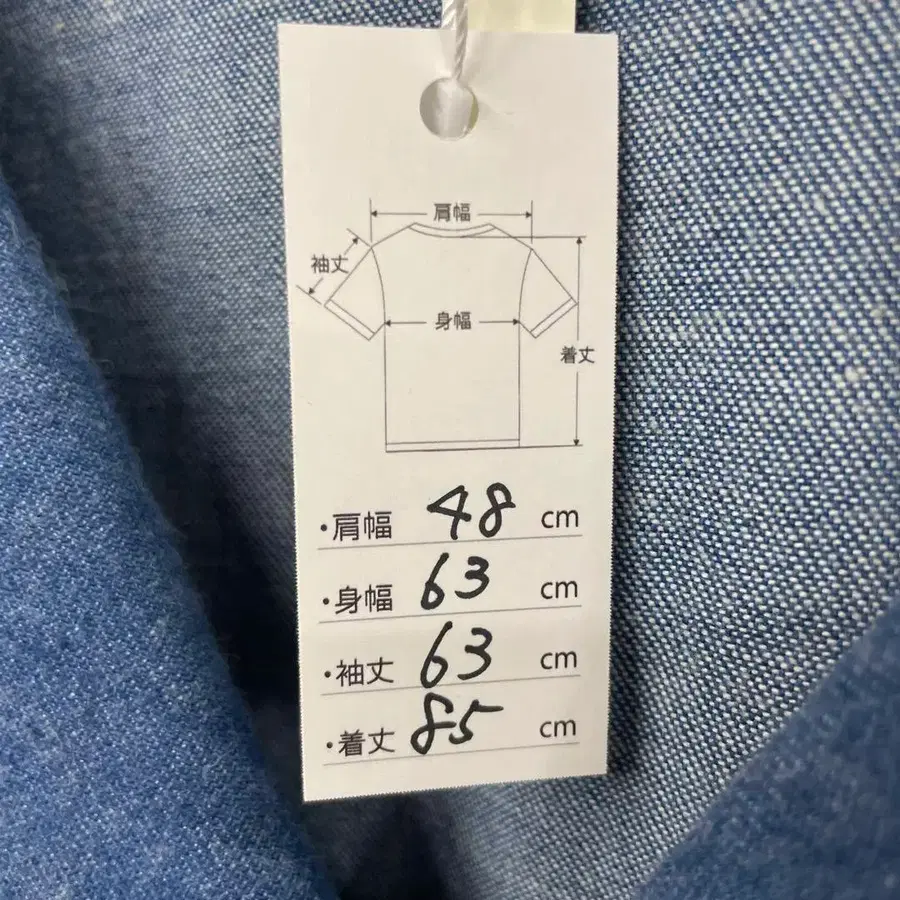 肩幅
袖丈
身幅
着丈
・肩幅 48 cm
・身幅 63 cm
・袖丈 63 cm
・着丈 85 cm